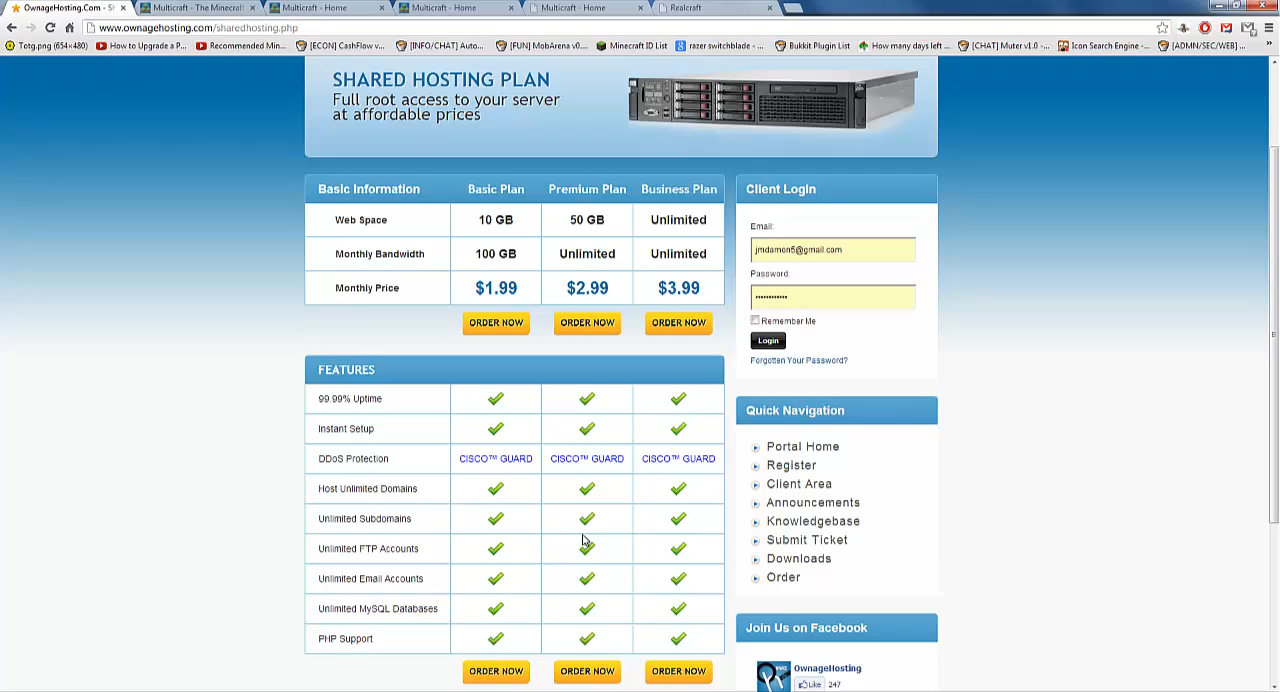 OwnageHosting.Com - Sh
Multicraft - The Minecraft
Multicraft - Home
Multicraft - Home
Multicraft - Home
Realcraft
www.ownagehosting.com/sharedhosting.php
Totg.png (654×480)
How to Upgrade a P...
Recommended Min...
[ECON] CashFlow v...
[INFO/CHAT] Auto...
[FUN] MobArena v0....
Minecraft ID List
razer switchblade - ...
Bukkit Plugin List
How many days left ...
[CHAT] Muter v1.0 -...
Icon Search Engine -...
[ADMN/SEC/WEB] ...
SHARED HOSTING PLAN
Full root access to your server
at affordable prices
Basic Information Basic Plan Premium Plan Business Plan
Web Space 10 GB 50 GB Unlimited
Monthly Bandwidth 100 GB Unlimited Unlimited
Monthly Price $1.99 $2.99 $3.99
ORDER NOW ORDER NOW ORDER NOW
FEATURES
99.99% Uptime
Instant Setup
DDoS Protection CISCO™ GUARD CISCO™ GUARD CISCO™ GUARD
Host Unlimited Domains
Unlimited Subdomains
Unlimited FTP Accounts
Unlimited Email Accounts
Unlimited MySQL Databases
PHP Support
ORDER NOW ORDER NOW ORDER NOW
Client Login
Email:
jmdamon5@gmail.com
Password:
Remember Me
Login
Forgotten Your Password?
Quick Navigation
Portal Home
Register
Client Area
Announcements
Knowledgebase
Submit Ticket
Downloads
Order
Join Us on Facebook
OwnageHosting
Like 247